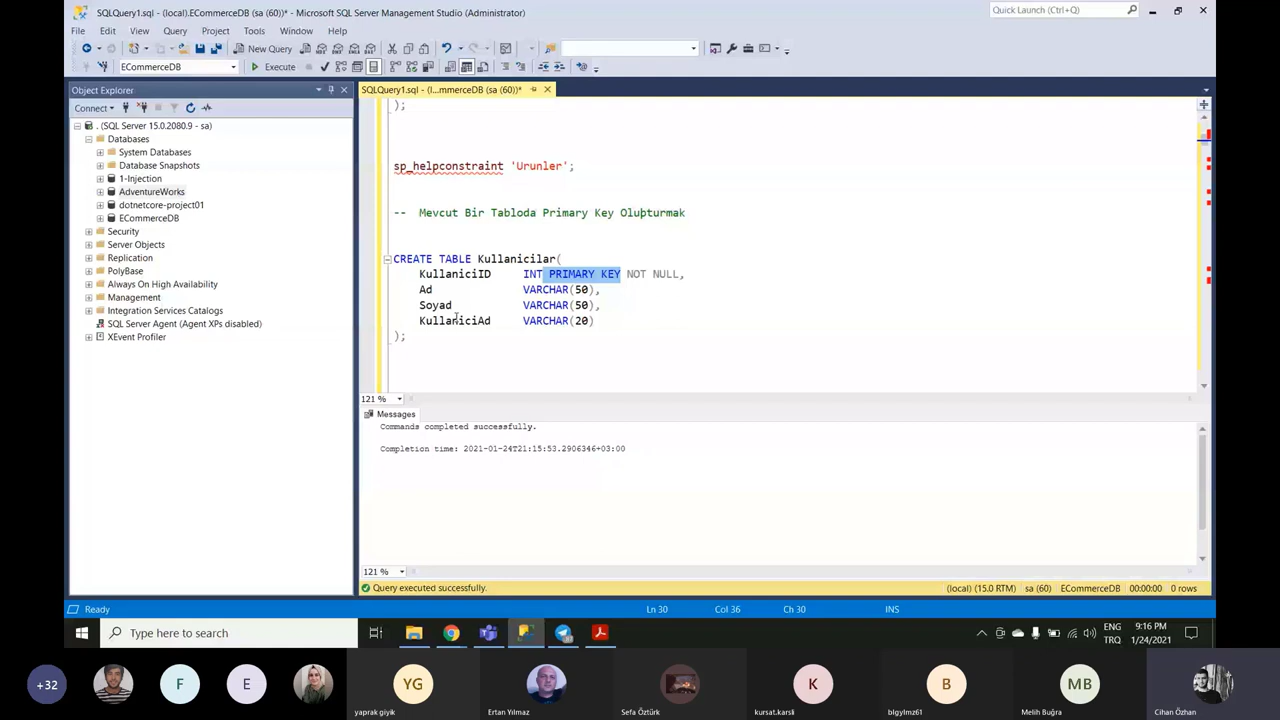 SQLQuery1.sql - (local).ECommerceDB (sa (60))* - Microsoft SQL Server Management Studio (Administrator)
Quick Launch (Ctrl+Q)
File Edit View Query Project Tools Window Help
New Query
ECommerceDB
Execute
Object Explorer
SQLQuery1.sql - (l...mmerceDB (sa (60))*
Connect
. (SQL Server 15.0.2080.9 - sa)
Databases
System Databases
Database Snapshots
1-Injection
AdventureWorks
dotnetcore-project01
ECommerceDB
Security
Server Objects
Replication
PolyBase
Always On High Availability
Management
Integration Services Catalogs
SQL Server Agent (Agent XPs disabled)
XEvent Profiler
);
sp_helpconstraint 'Urunler';
-- Mevcut Bir Tabloda Primary Key Oluþturmak
CREATE TABLE Kullanicilar(
KullaniciID INT PRIMARY KEY NOT NULL,
Ad VARCHAR(50),
Soyad VARCHAR(50),
KullaniciAd VARCHAR(20)
);
121 %
Messages
Commands completed successfully.
Completion time: 2021-01-24T21:15:53.2906346+03:00
121 %
Query executed successfully.
(local) (15.0 RTM) sa (60) ECommerceDB 00:00:00 0 rows
Ready
Ln 30 Col 36 Ch 30 INS
Type here to search
ENG
TRQ
9:16 PM
1/24/2021
+32
F
E
YG
K
B
MB
yaprak giyik
Ertan Yılmaz
Sefa Öztürk
kursat.karsli
blgylmz61
Melih Buğra
Cihan Özhan